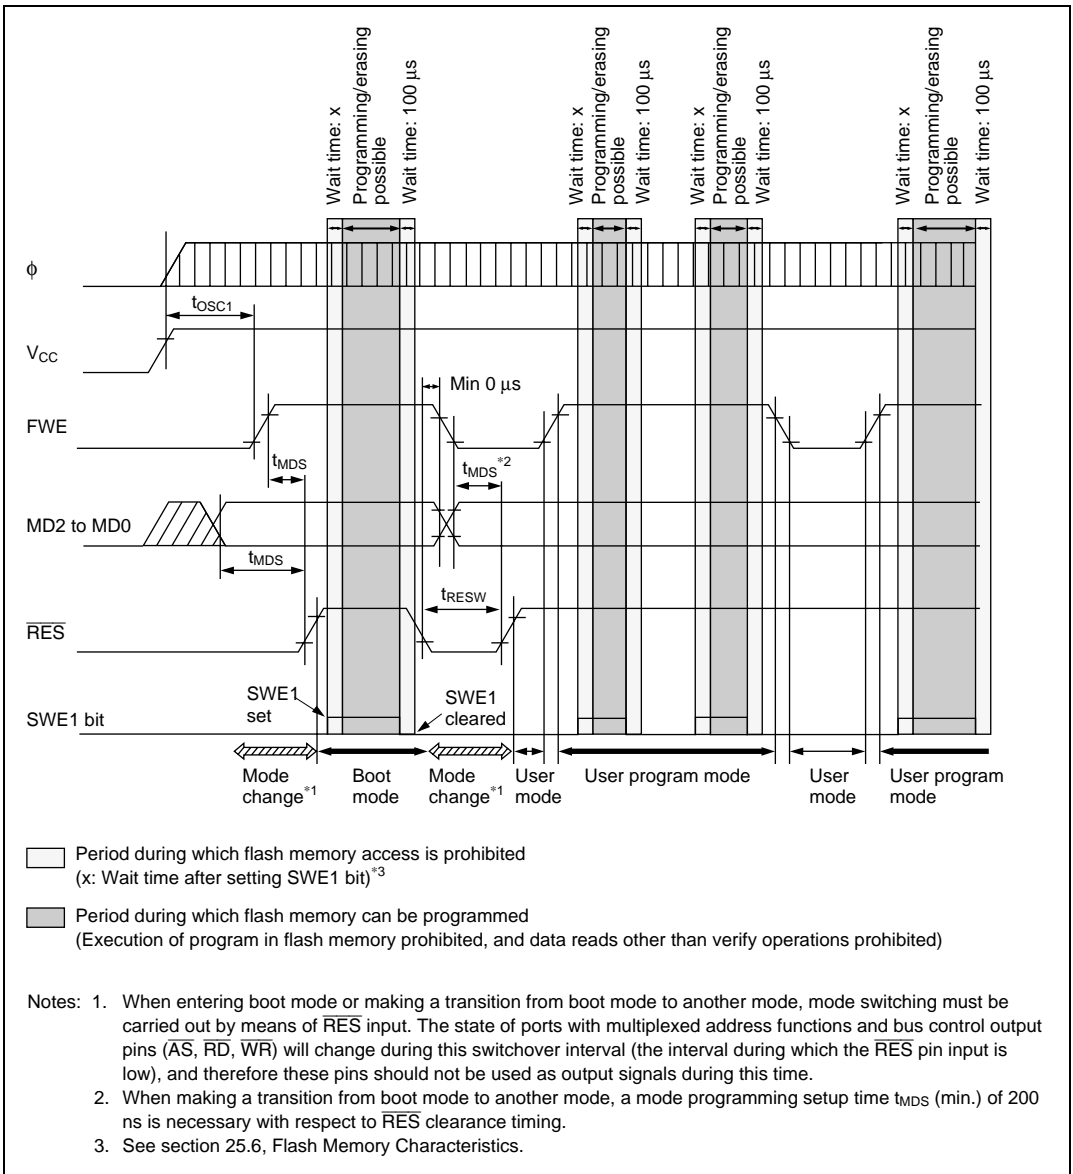 Wait time: x
Programming/erasing
possible
Wait time: 100 μs
Wait time: x
Programming/erasing
possible
Wait time: 100 μs
Wait time: x
Programming/erasing
possible
Wait time: 100 μs
Wait time: x
Programming/erasing
possible
Wait time: 100 μs
ϕ
tOSC1
VCC
Min 0 μs
FWE
tMDS
tMDS*2
MD2 to MD0
tMDS
tRESW
RES
SWE1
set
SWE1
cleared
SWE1 bit
Mode
change*1
Boot
mode
Mode
change*1
User
mode
User program mode
User
mode
User program
mode
Period during which flash memory access is prohibited
(x: Wait time after setting SWE1 bit)*3
Period during which flash memory can be programmed
(Execution of program in flash memory prohibited, and data reads other than verify operations prohibited)
Notes: 1. When entering boot mode or making a transition from boot mode to another mode, mode switching must be
carried out by means of RES input. The state of ports with multiplexed address functions and bus control output
pins (AS, RD, WR) will change during this switchover interval (the interval during which the RES pin input is
low), and therefore these pins should not be used as output signals during this time.
2. When making a transition from boot mode to another mode, a mode programming setup time tMDS (min.) of 200
ns is necessary with respect to RES clearance timing.
3. See section 25.6, Flash Memory Characteristics.